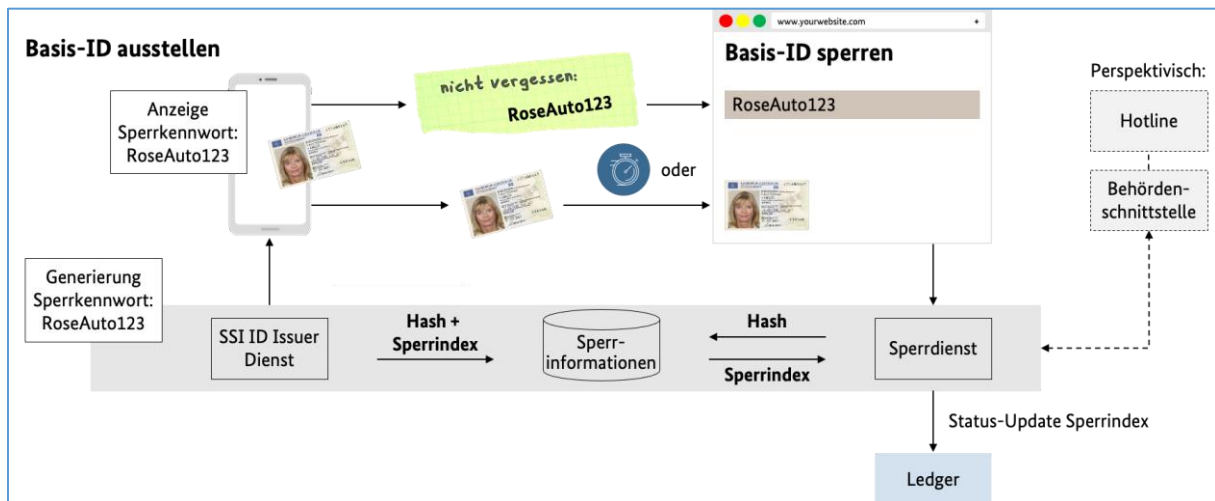 Basis-ID ausstellen
Anzeige
Sperrkennwort:
RoseAuto123
nicht vergessen:
RoseAuto123
oder
www.yourwebsite.com
+
Basis-ID sperren
RoseAuto123
Perspektivisch:
Hotline
Behörden-
schnittstelle
Generierung
Sperrkennwort:
RoseAuto123
SSI ID Issuer
Dienst
Hash +
Sperrindex
Sperr-
informationen
Hash
Sperrindex
Sperrdienst
Status-Update Sperrindex
Ledger